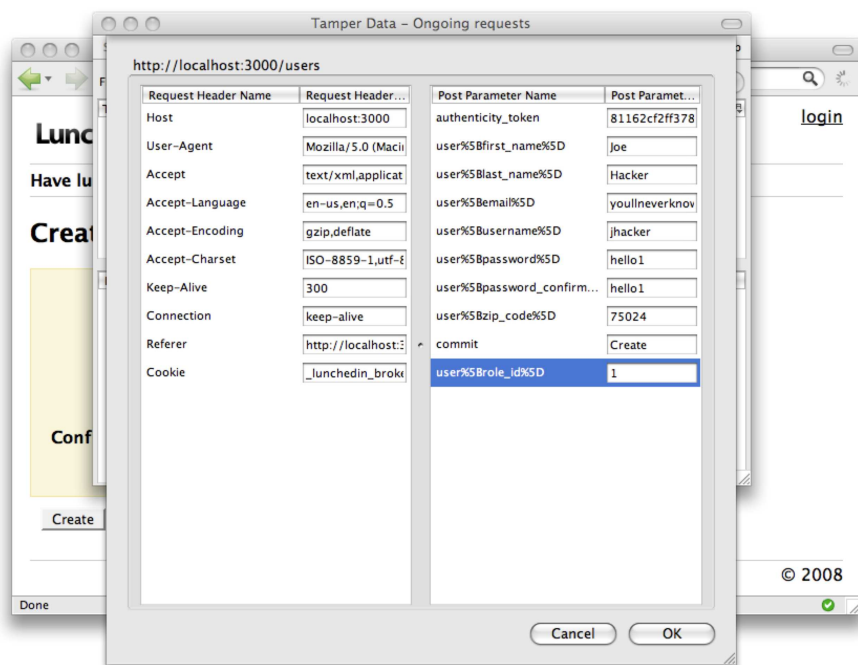 Tamper Data – Ongoing requests
http://localhost:3000/users
Request Header Name
Request Header...
Host
localhost:3000
User-Agent
Mozilla/5.0 (Macin
Accept
text/xml,applicat
Accept-Language
en-us,en;q=0.5
Accept-Encoding
gzip,deflate
Accept-Charset
ISO-8859-1,utf-8
Keep-Alive
300
Connection
keep-alive
Referer
http://localhost:3
Cookie
_lunchedin_broke
Post Parameter Name
Post Paramet...
authenticity_token
81162cf2ff378
user%5Bfirst_name%5D
Joe
user%5Blast_name%5D
Hacker
user%5Bemail%5D
youllneverknow
user%5Busername%5D
jhacker
user%5Bpassword%5D
hello1
user%5Bpassword_confirm...
hello1
user%5Bzip_code%5D
75024
commit
Create
user%5Brole_id%5D
1
Cancel
OK
login
Lunc
Have lu
Creat
Conf
Create
© 2008
Done